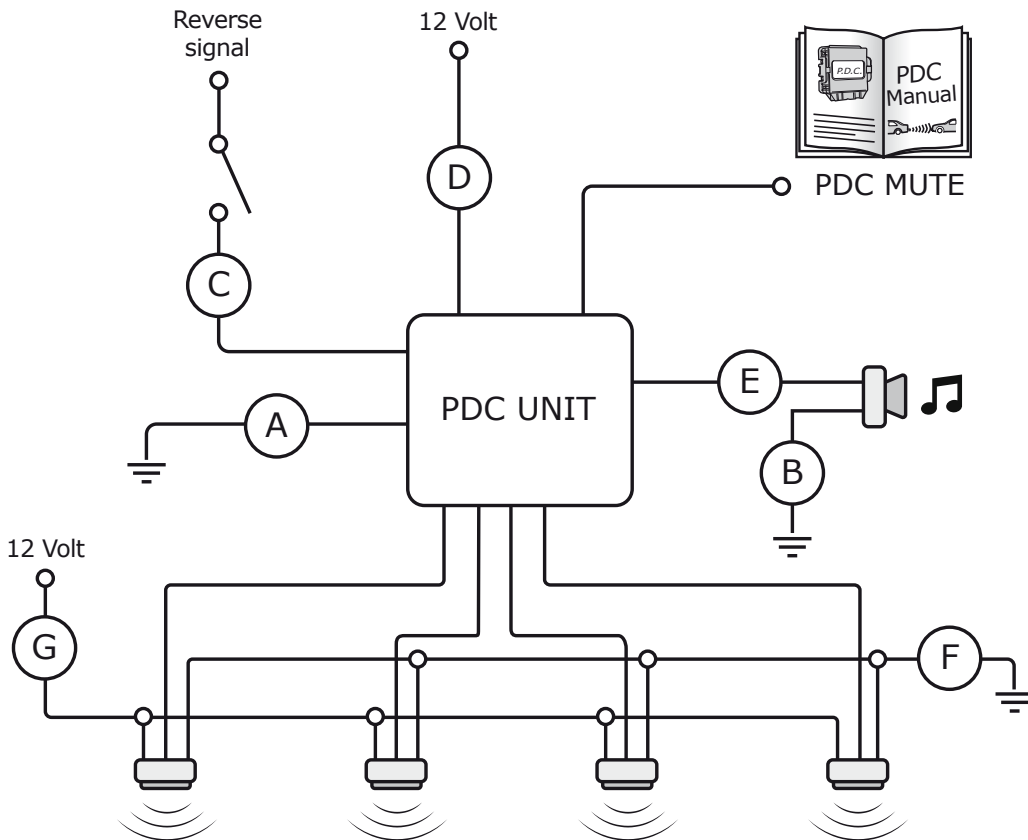 Reverse
signal
12 Volt
P.D.C.
PDC
Manual
D
PDC MUTE
C
E
PDC UNIT
A
B
12 Volt
G
F